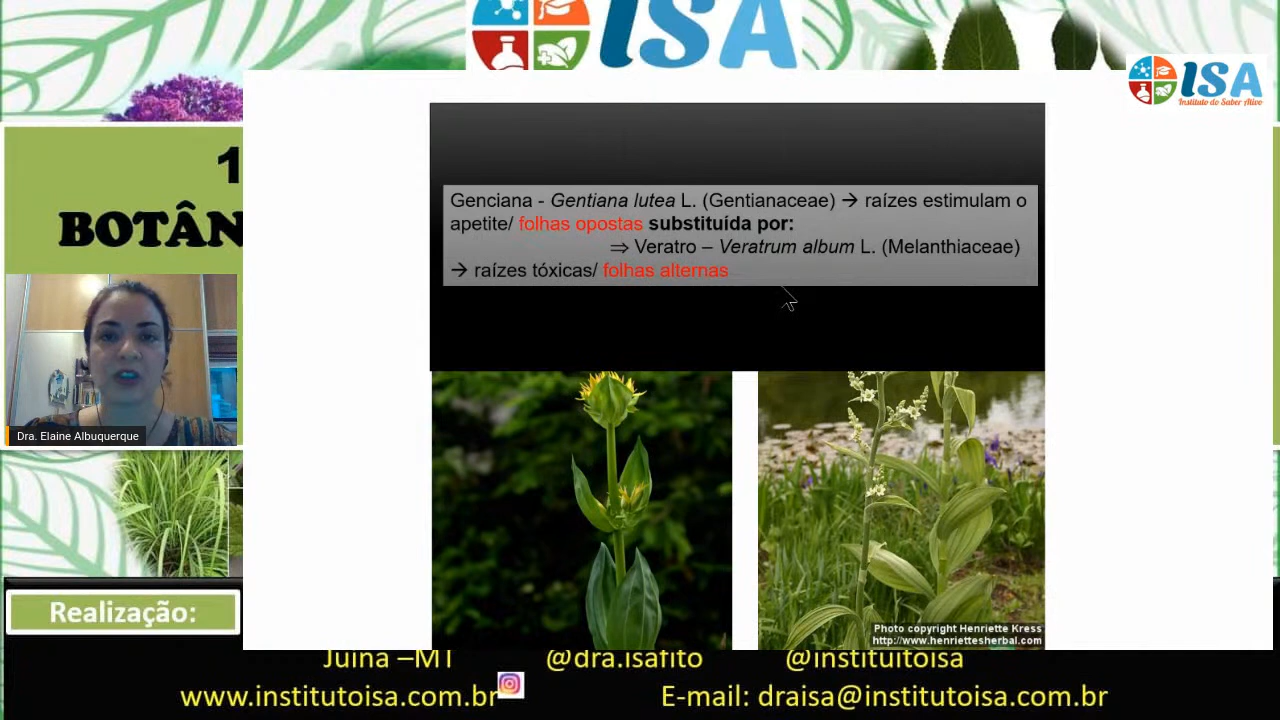 ISA
ISA
Instituto do Saber Ativo
1
BOTÂN
Genciana - Gentiana lutea L. (Gentianaceae) → raízes estimulam o
apetite/ folhas opostas substituída por:
⇒ Veratro – Veratrum album L. (Melanthiaceae)
→ raízes tóxicas/ folhas alternas
Dra. Elaine Albuquerque
Photo copyright Henriette Kress
http://www.henriettesherbal.com
Realização:
Juína –MT @dra.isafito @instituitoisa
www.institutoisa.com.br E-mail: draisa@institutoisa.com.br